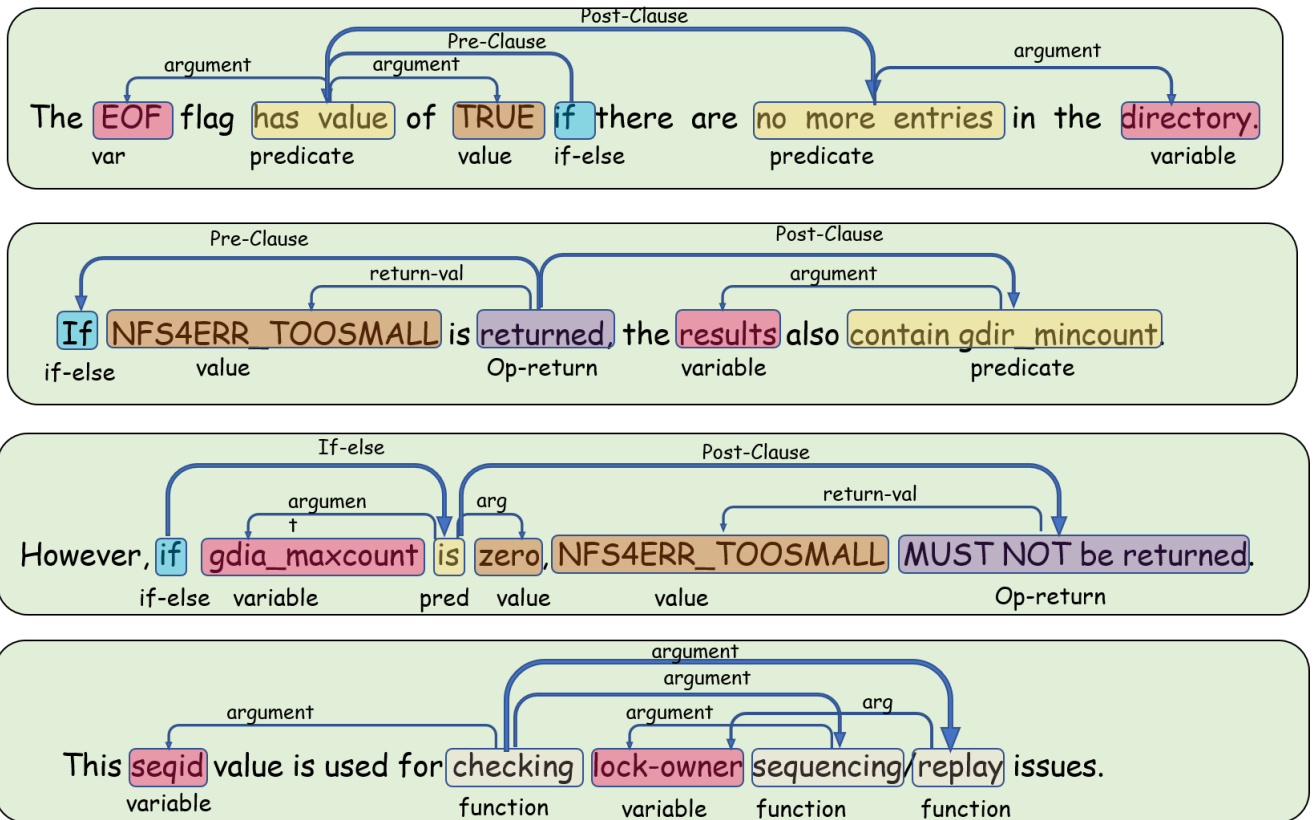 Post-Clause
Pre-Clause
argument argument argument
The EOF flag has value of TRUE if there are no more entries in the directory.
var predicate value if-else predicate variable
Pre-Clause Post-Clause
return-val argument
If NFS4ERR_TOOSMALL is returned, the results also contain gdir_mincount.
if-else value Op-return variable predicate
If-else Post-Clause
argumen arg return-val
t
However, if gdia_maxcount is zero, NFS4ERR_TOOSMALL MUST NOT be returned.
if-else variable pred value value Op-return
argument
argument
argument argument arg
This seqid value is used for checking lock-owner sequencing/replay issues.
variable function variable function function